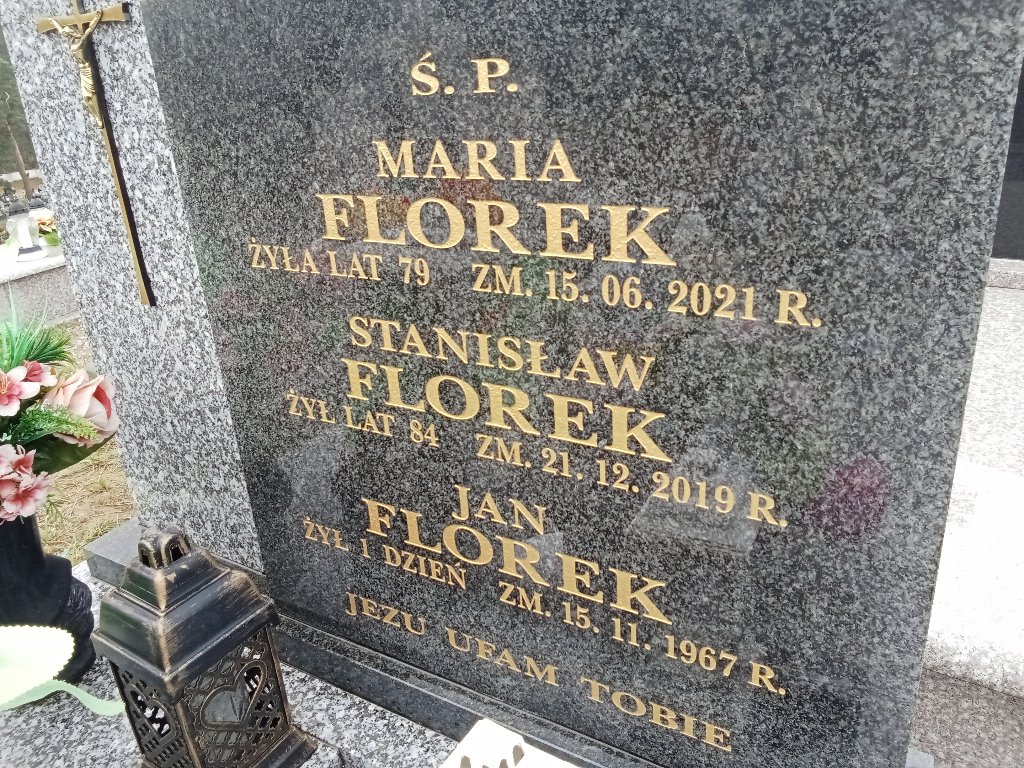 Ś. P.
MARIA
FLOREK
ŻYŁA LAT 79 ZM. 15. 06. 2021 R.
STANISŁAW
FLOREK
ŻYŁ LAT 84 ZM. 21. 12. 2019 R.
JAN
FLOREK
ŻYŁ 1 DZIEŃ ZM. 15. 11. 1967 R.
JEZU UFAM TOBIE